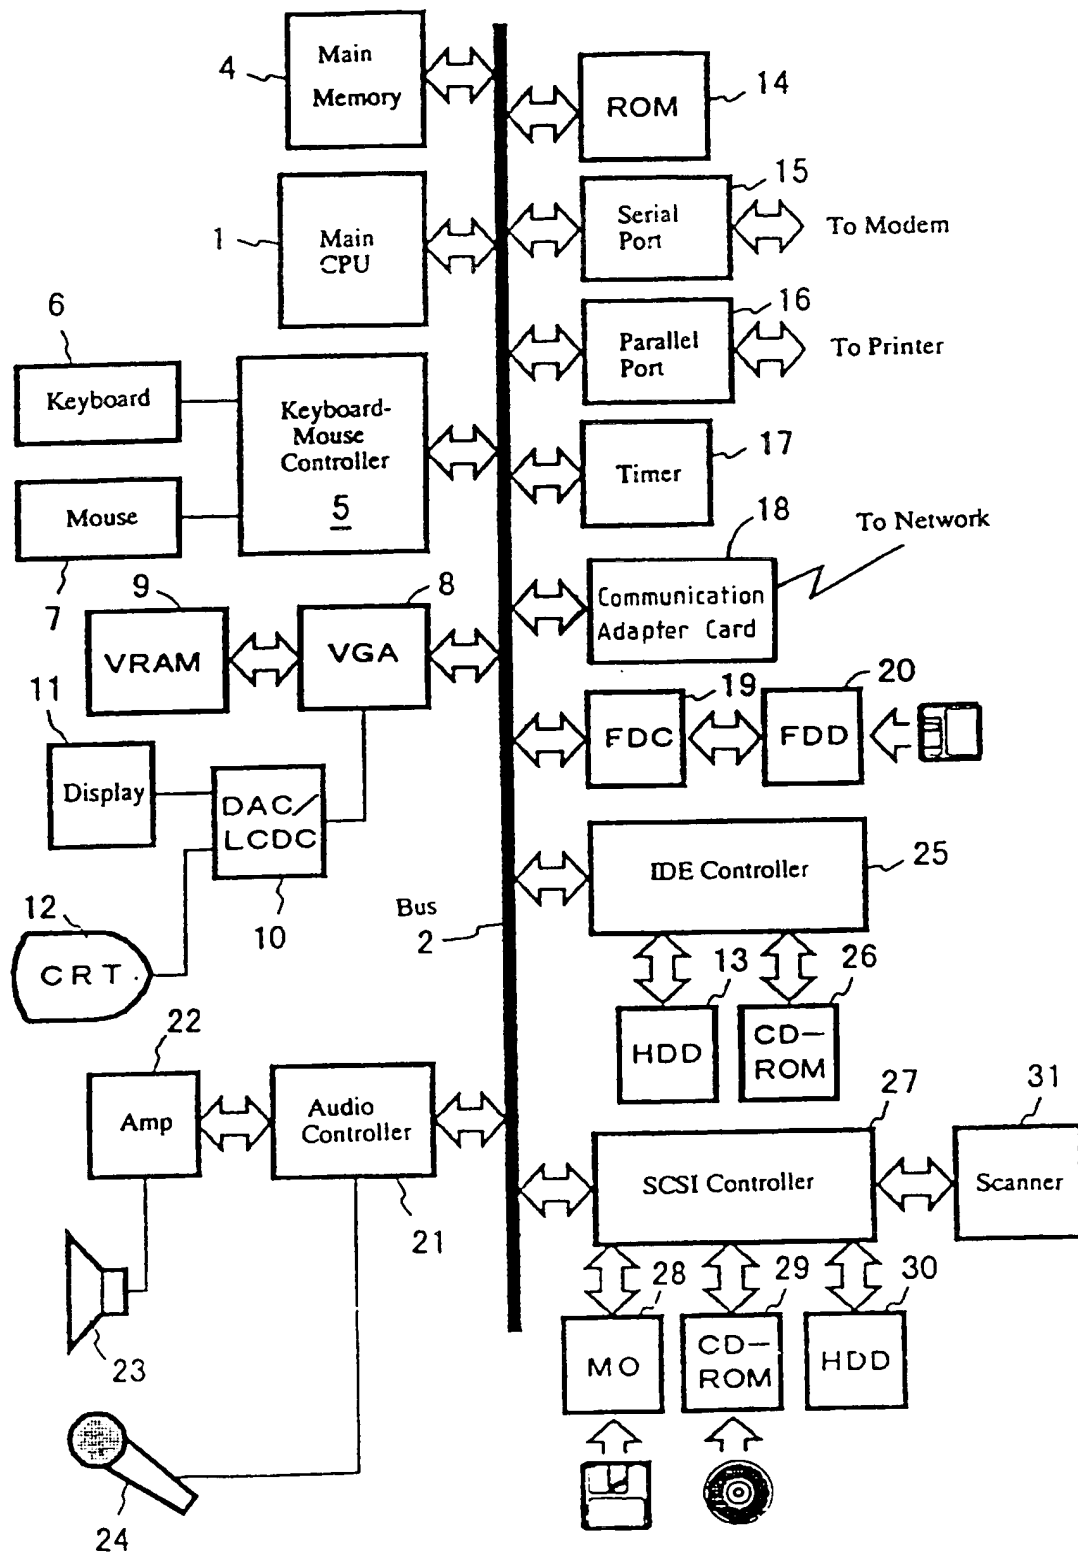 4
Main
Memory
ROM
14
1
Main
CPU
15
Serial
Port
To Modem
16
Parallel
Port
To Printer
6
Keyboard
Keyboard-
Mouse
Controller
5
Mouse
7
17
Timer
18
To Network
Communication
Adapter Card
9
VRAM
8
VGA
19
FDC
20
FDD
11
Display
DAC/
LCDC
10
12
CRT
Bus
2
IDE Controller
25
13
HDD
26
CD-
ROM
22
Amp
Audio
Controller
21
27
SCSI Controller
31
Scanner
23
24
28
MO
29
CD-
ROM
30
HDD